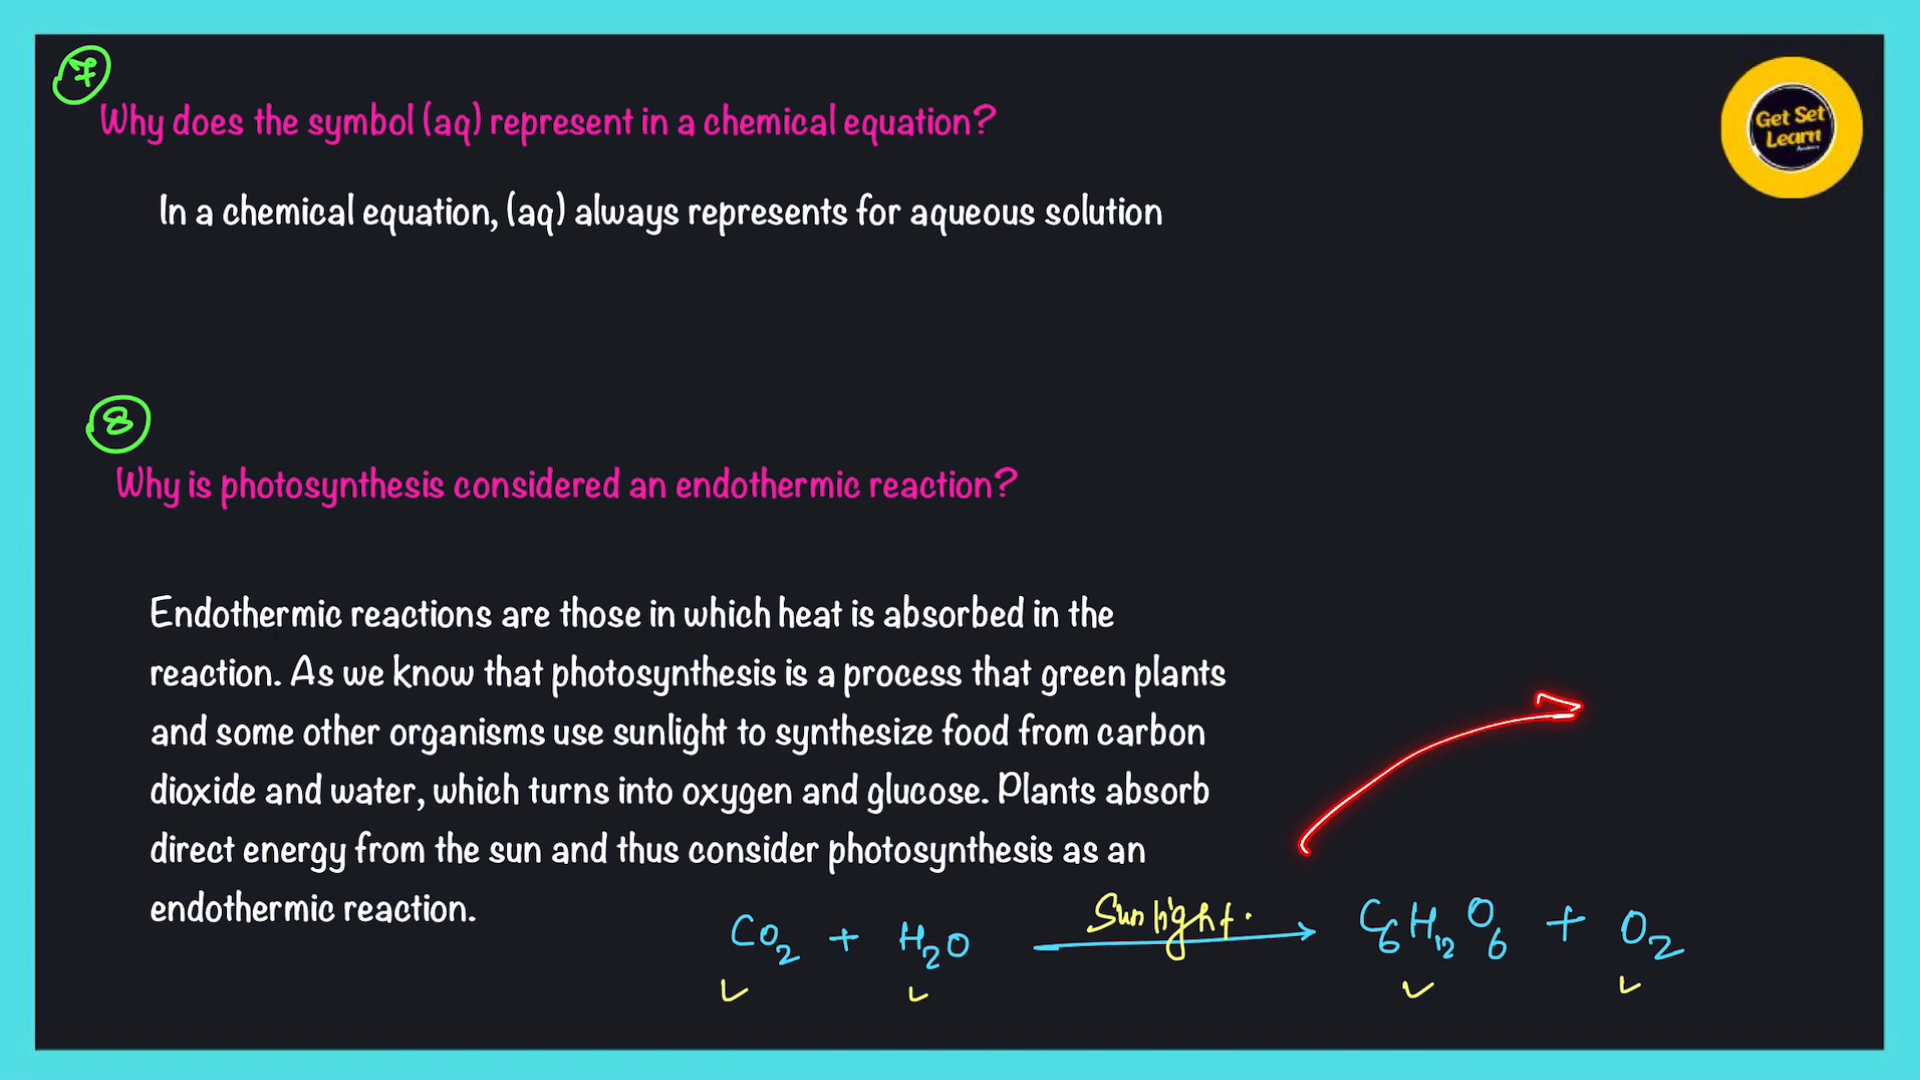 7
Why does the symbol (aq) represent in a chemical equation?
Get Set
Learn
In a chemical equation, (aq) always represents for aqueous solution
8
Why is photosynthesis considered an endothermic reaction?
Endothermic reactions are those in which heat is absorbed in the
reaction. As we know that photosynthesis is a process that green plants
and some other organisms use sunlight to synthesize food from carbon
dioxide and water, which turns into oxygen and glucose. Plants absorb
direct energy from the sun and thus consider photosynthesis as an
endothermic reaction.
Sunlight.
CO₂ + H₂O → C₆H₁₂O₆ + O₂